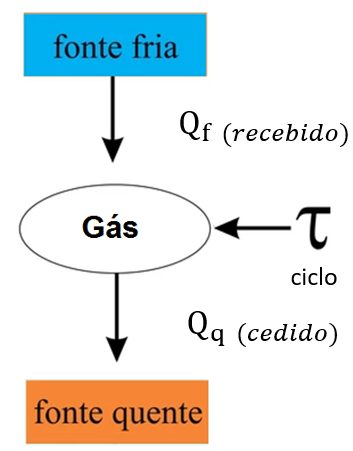 fonte fria
Qf (recebido)
Gás
τ
ciclo
Qq (cedido)
fonte quente